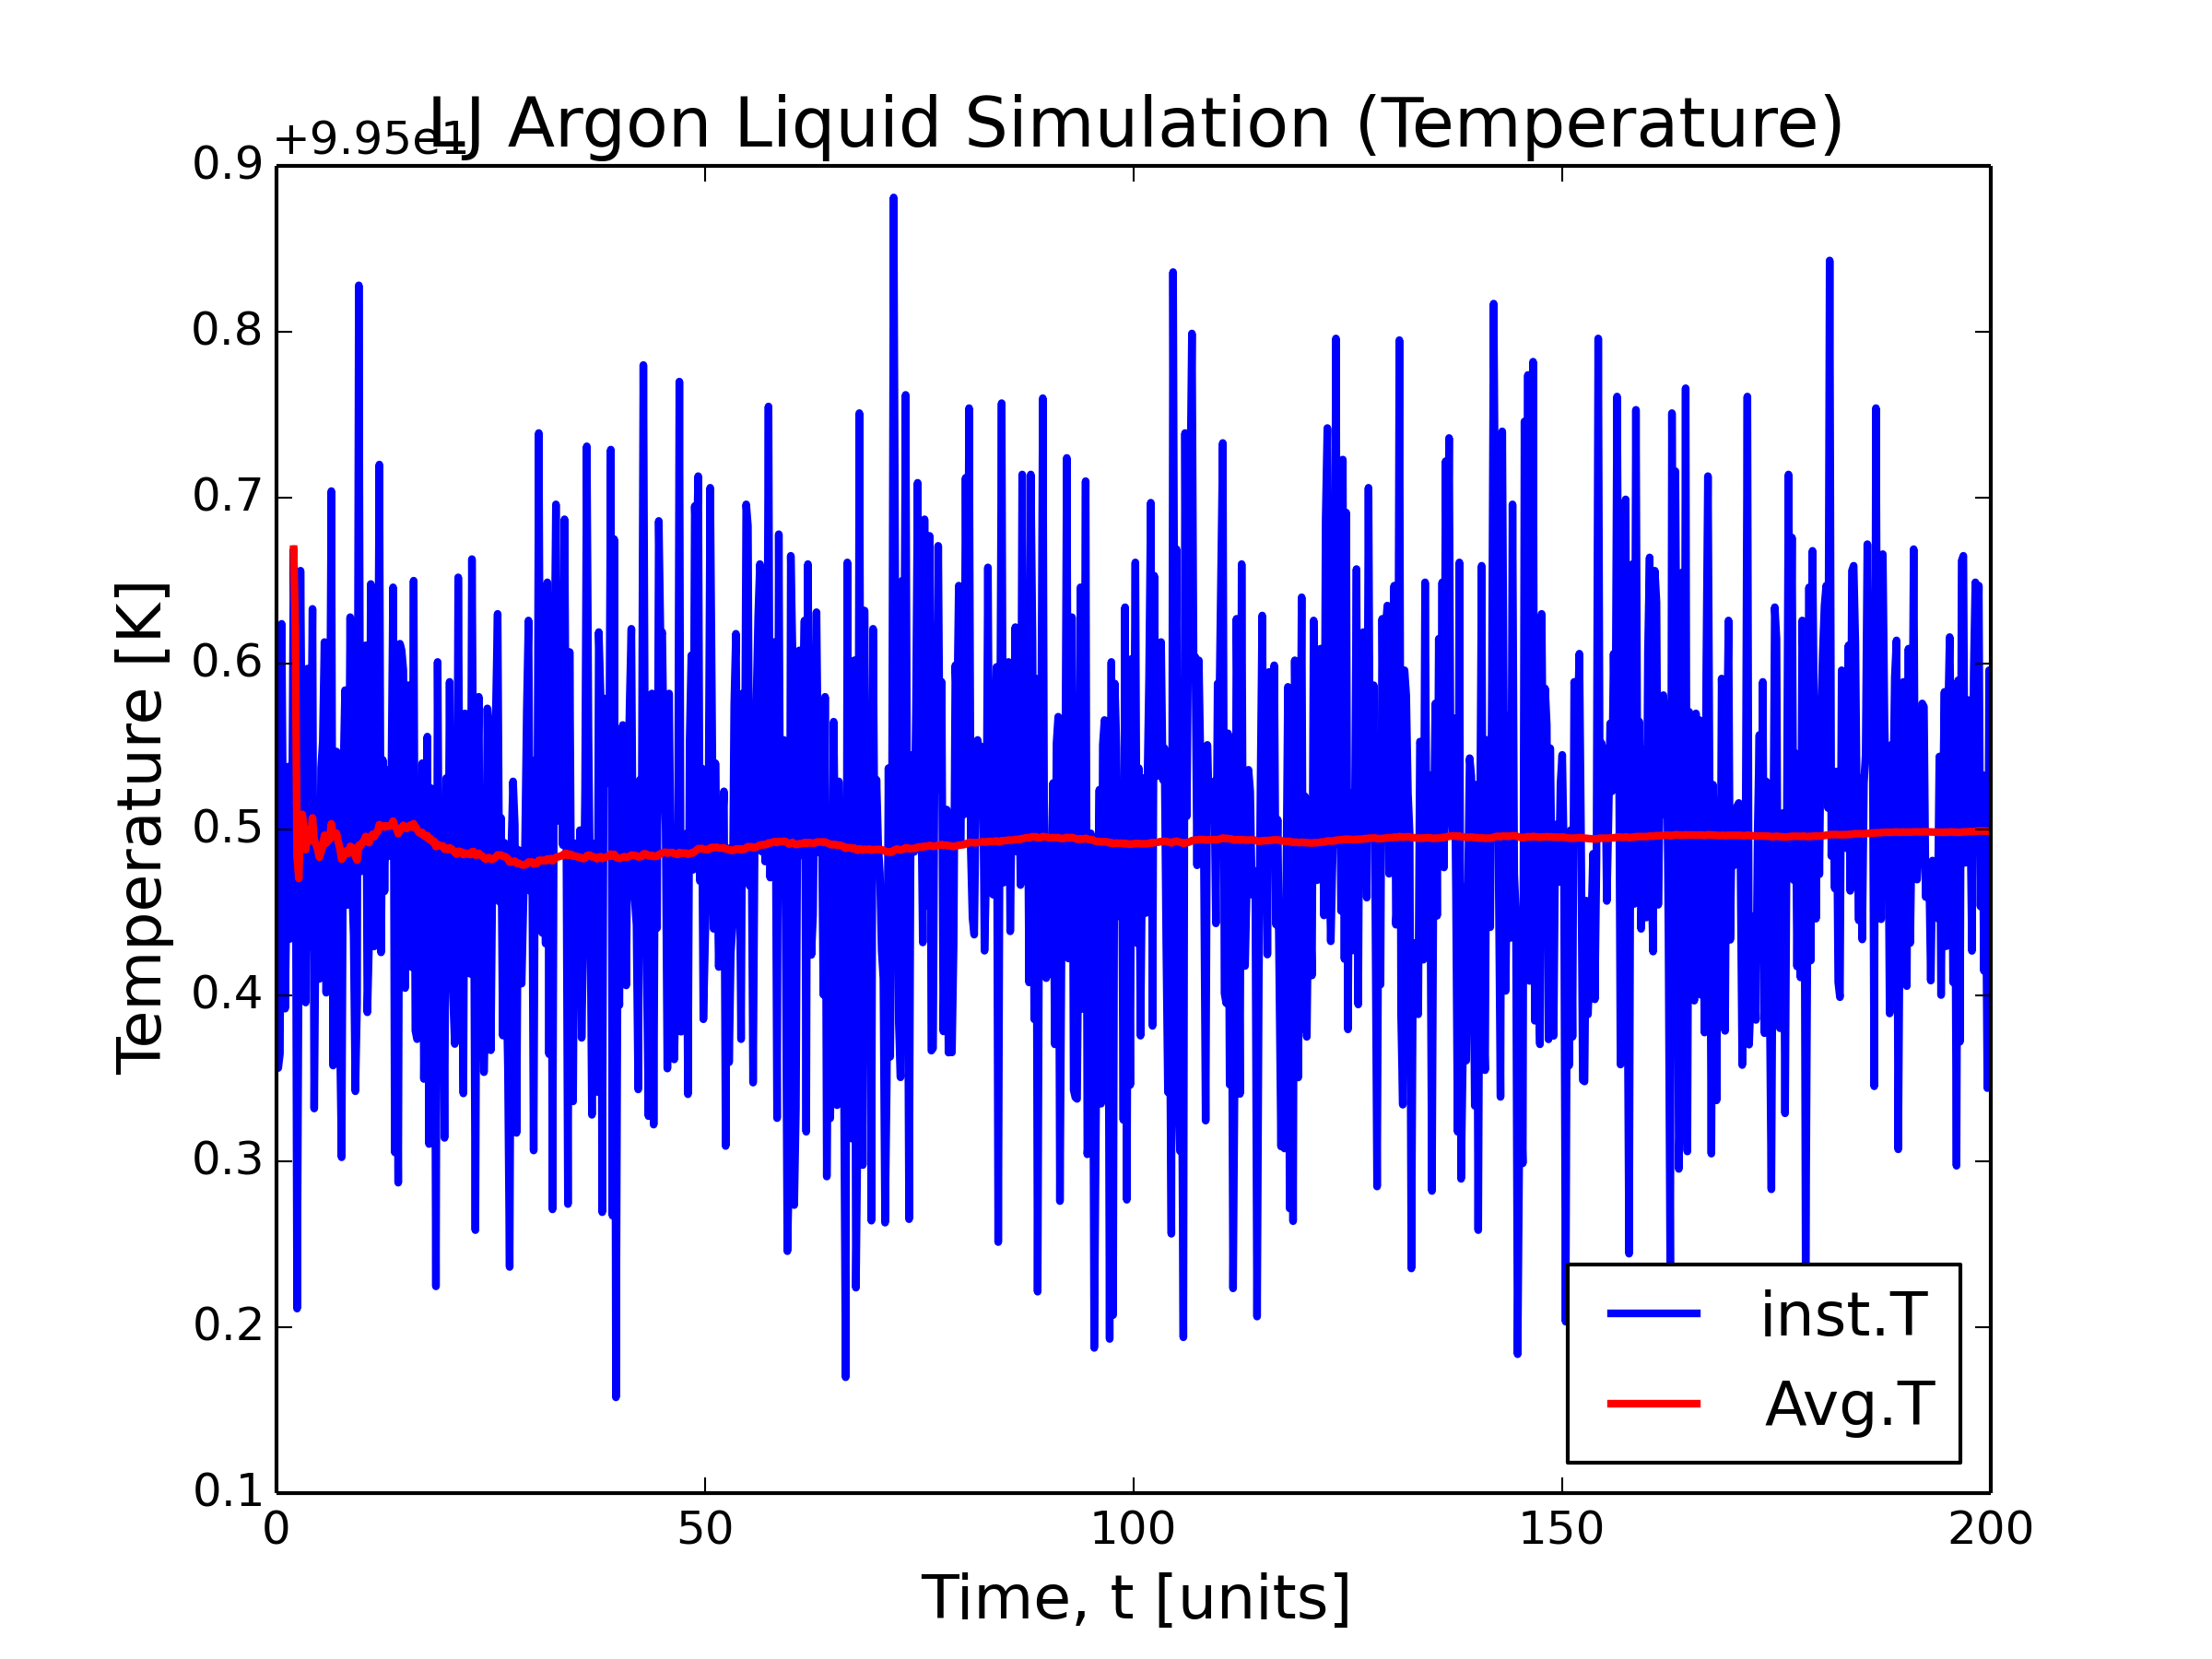 LJ Argon Liquid Simulation (Temperature)
+9.95e1
0.9
0.8
0.7
0.6
0.5
0.4
0.3
0.2
0.1
Temperature [K]
inst.T
Avg.T
0 50 100 150 200
Time, t [units]